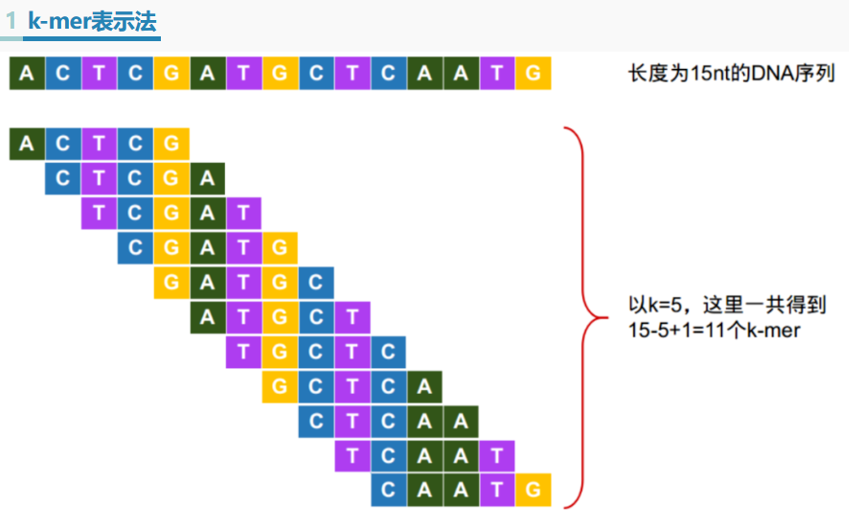 1 k-mer表示法
A C T C G A T G C T C A A T G
长度为15nt的DNA序列
A C T C G
C T C G A
T C G A T
C G A T G
G A T G C
A T G C T
T G C T C
G C T C A
C T C A A
T C A A T
C A A T G
以k=5，这里一共得到
15-5+1=11个k-mer